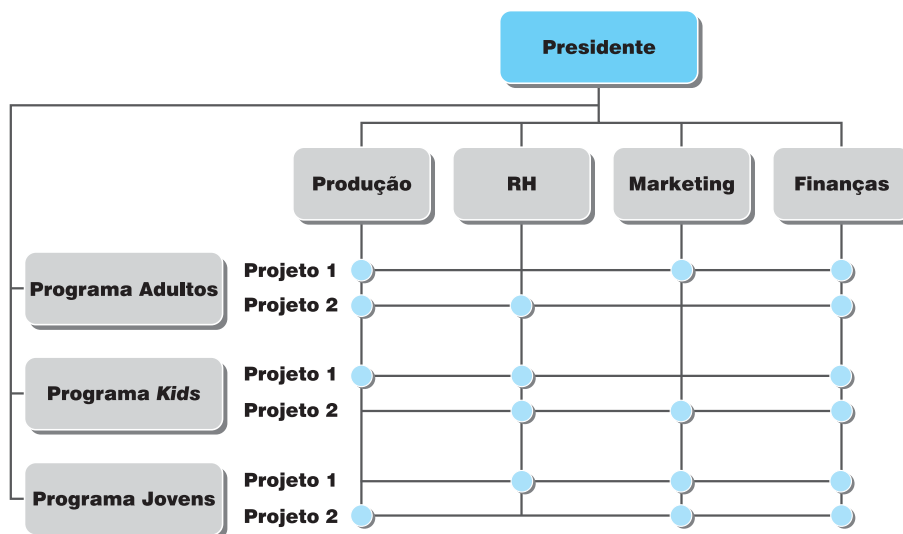 Presidente
Produção
RH
Marketing
Finanças
Programa Adultos
Projeto 1
Projeto 2
Programa Kids
Projeto 1
Projeto 2
Programa Jovens
Projeto 1
Projeto 2